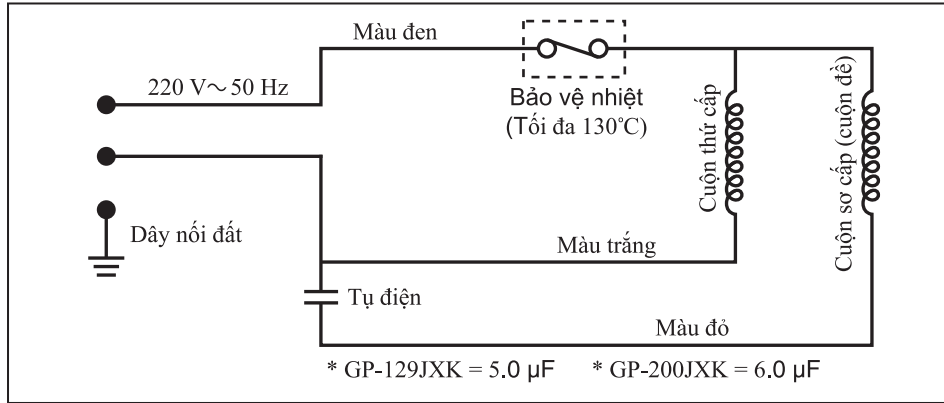 Màu đen
220 V~50 Hz
Bảo vệ nhiệt
(Tối đa 130°C)
Cuộn thứ cấp
Cuộn sơ cấp (cuộn đề)
Dây nối đất
Màu trắng
Tụ điện
Màu đỏ
* GP-129JXK = 5.0 µF * GP-200JXK = 6.0 µF